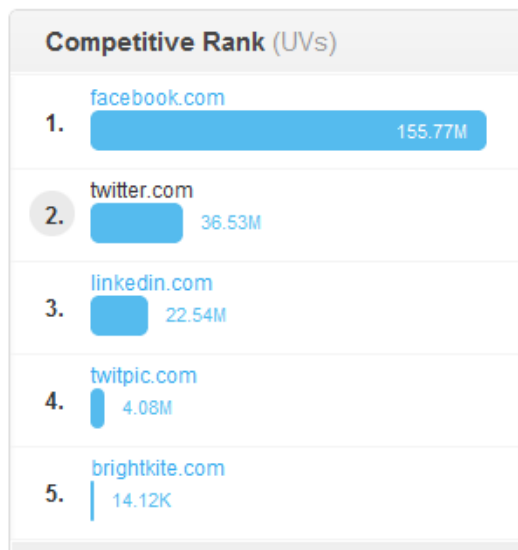 Competitive Rank (UVs)
facebook.com
1. 155.77M
twitter.com
2. 36.53M
linkedin.com
3. 22.54M
twitpic.com
4. 4.08M
brightkite.com
5. 14.12K